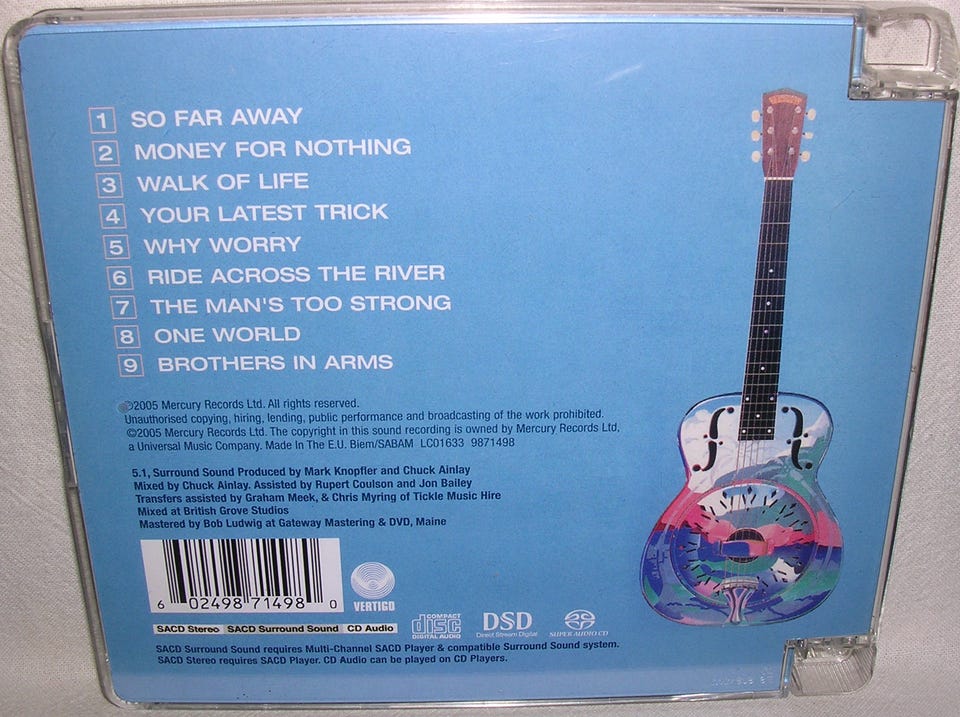 1 SO FAR AWAY
2 MONEY FOR NOTHING
3 WALK OF LIFE
4 YOUR LATEST TRICK
5 WHY WORRY
6 RIDE ACROSS THE RIVER
7 THE MAN'S TOO STRONG
8 ONE WORLD
9 BROTHERS IN ARMS
℗2005 Mercury Records Ltd. All rights reserved.
Unauthorised copying, hiring, lending, public performance and broadcasting of the work prohibited.
©2005 Mercury Records Ltd. The copyright in this sound recording is owned by Mercury Records Ltd,
a Universal Music Company. Made In The E.U. Biem/SABAM LC01633 9871498
5.1, Surround Sound Produced by Mark Knopfler and Chuck Ainlay
Mixed by Chuck Ainlay. Assisted by Rupert Coulson and Jon Bailey
Transfers assisted by Graham Meek, & Chris Myring of Tickle Music Hire
Mixed at British Grove Studios
Mastered by Bob Ludwig at Gateway Mastering & DVD, Maine
6 02498 71498 0
VERTIGO
COMPACT disc DIGITAL AUDIO
DSD
Direct Stream Digital
SUPER AUDIO CD
SACD Stereo SACD Surround Sound CD Audio
SACD Surround Sound requires Multi-Channel SACD Player & compatible Surround Sound system.
SACD Stereo requires SACD Player. CD Audio can be played on CD Players.